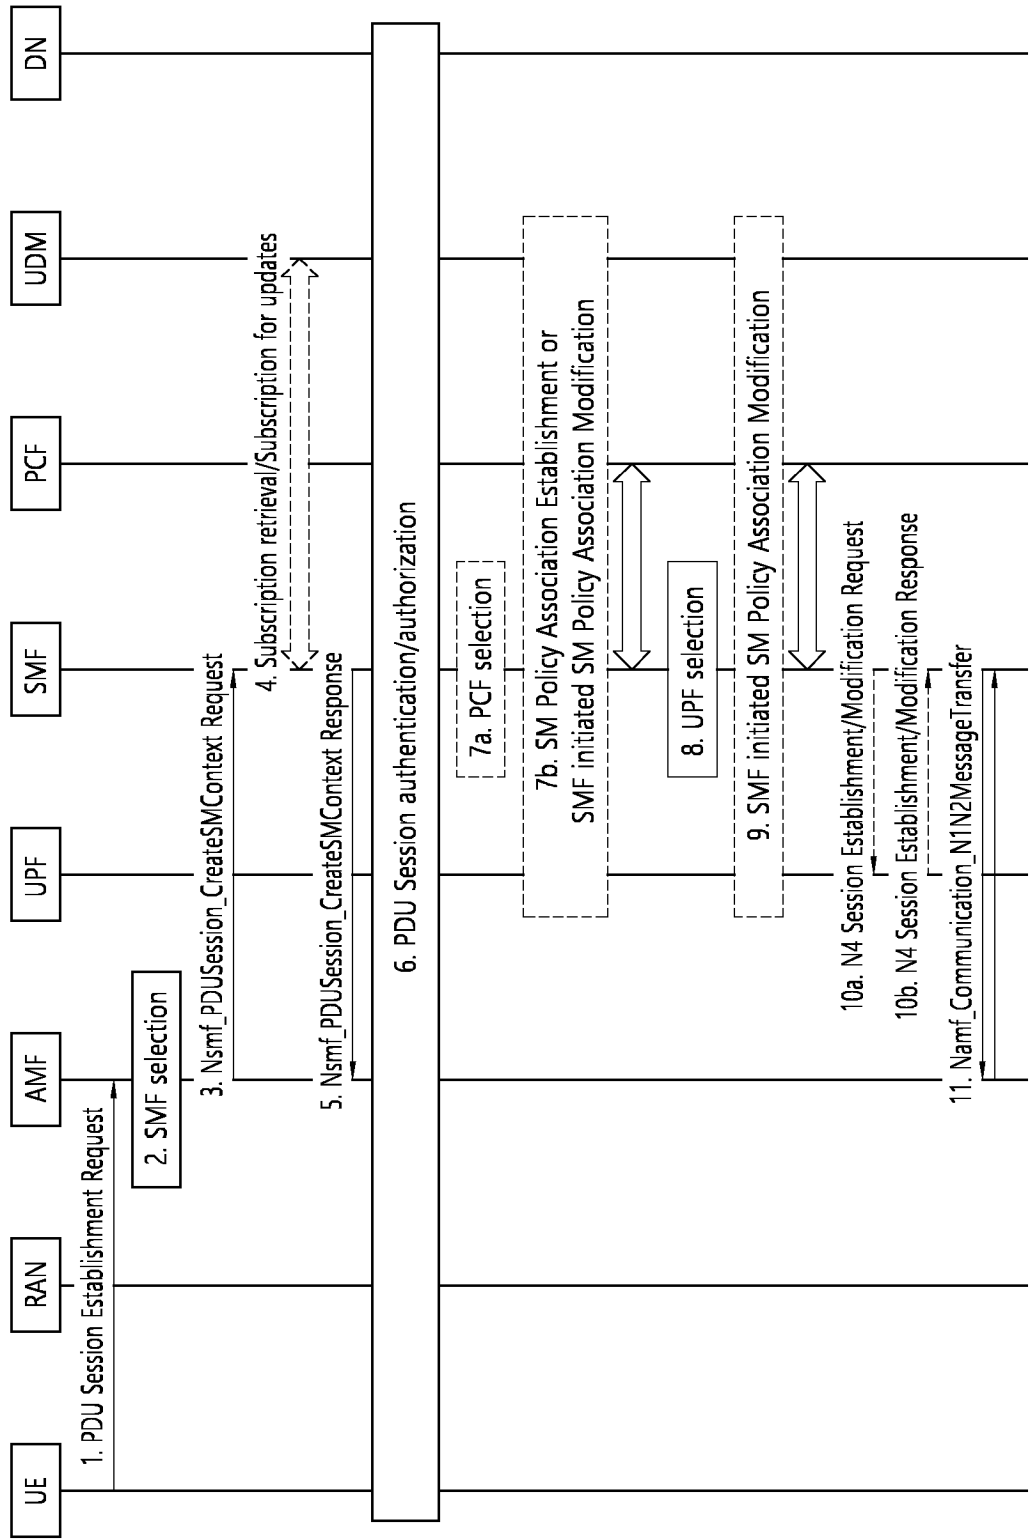 UE
RAN
AMF
UPF
SMF
PCF
UDM
DN
1. PDU Session Establishment Request
2. SMF selection
3. Nsmf_PDUSession_CreateSMContext Request
4. Subscription retrieval/Subscription for updates
5. Nsmf_PDUSession_CreateSMContext Response
6. PDU Session authentication/authorization
7a. PCF selection
7b. SM Policy Association Establishment or
SMF initiated SM Policy Association Modification
8. UPF selection
9. SMF initiated SM Policy Association Modification
10a. N4 Session Establishment/Modification Request
10b. N4 Session Establishment/Modification Response
11. Namf_Communication_N1N2MessageTransfer